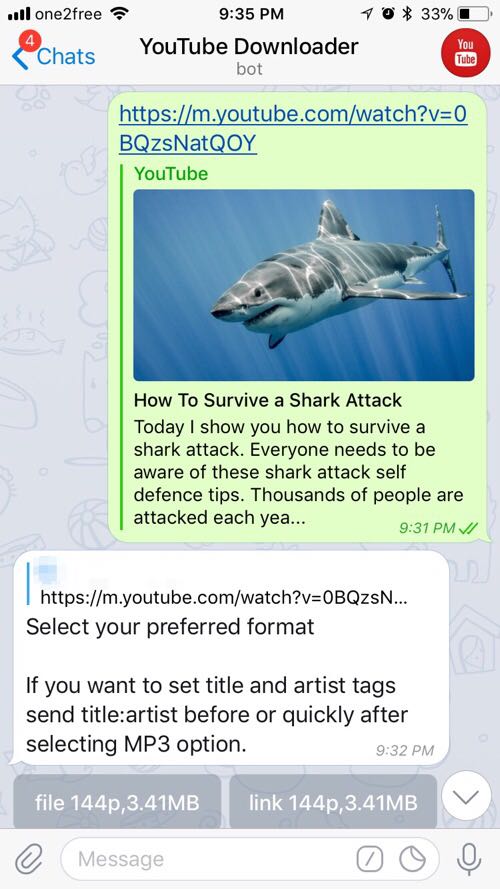 one2free 9:35 PM 33%
4
Chats
YouTube Downloader
bot
You
Tube
https://m.youtube.com/watch?v=0
BQzsNatQOY
YouTube
How To Survive a Shark Attack
Today I show you how to survive a
shark attack. Everyone needs to be
aware of these shark attack self
defence tips. Thousands of people are
attacked each yea...
9:31 PM
https://m.youtube.com/watch?v=0BQzsN...
Select your preferred format
If you want to set title and artist tags
send title:artist before or quickly after
selecting MP3 option.
9:32 PM
file 144p,3.41MB
link 144p,3.41MB
Message